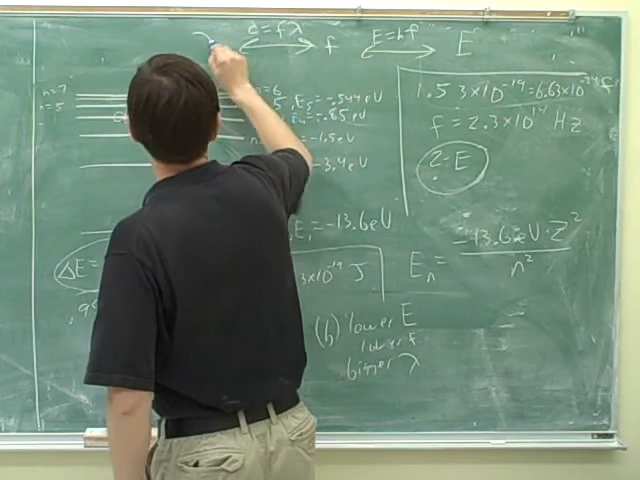 λ c = fλ f E = hf E
n=7
n=6
n=5
5, E₅ = -.544 eV
= -.85 eV
= -1.5 eV
= -3.4 eV
E₁ = -13.6 eV
ΔE =
3×10⁻¹⁹ J
(b) lower E
lower f
bigger λ
1.53×10⁻¹⁹ = 6.63×10⁻³⁴ f
f = 2.3×10¹⁴ Hz
2 = E
Eₙ = -13.6 eV · Z² / n²